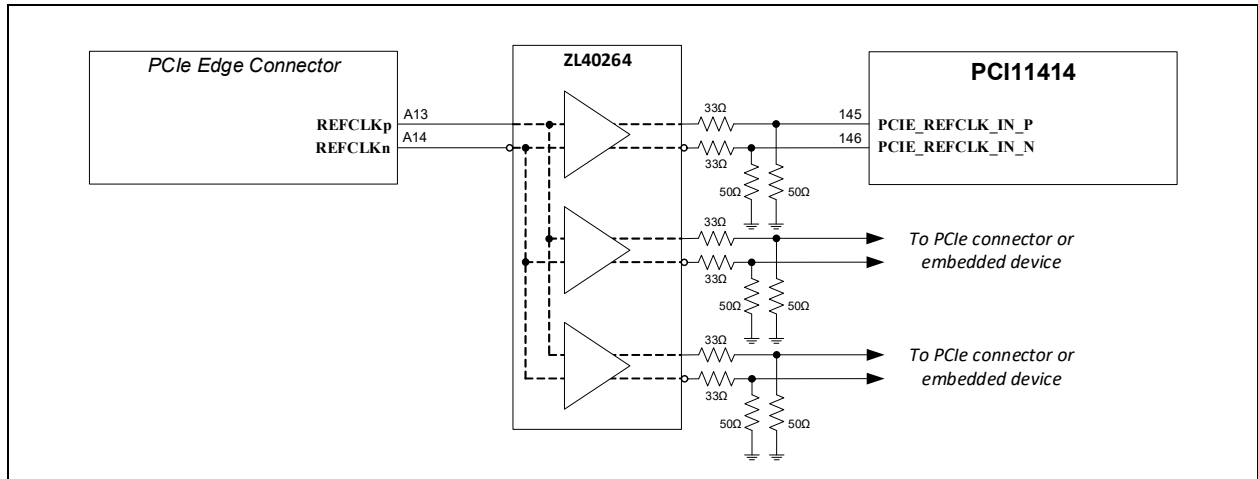 PCIe Edge Connector
ZL40264
PCI11414
REFCLKp A13
REFCLKn A14
33Ω
33Ω
145 PCIE_REFCLK_IN_P
146 PCIE_REFCLK_IN_N
50Ω 50Ω
33Ω
33Ω
To PCIe connector or
embedded device
50Ω 50Ω
33Ω
33Ω
To PCIe connector or
embedded device
50Ω 50Ω